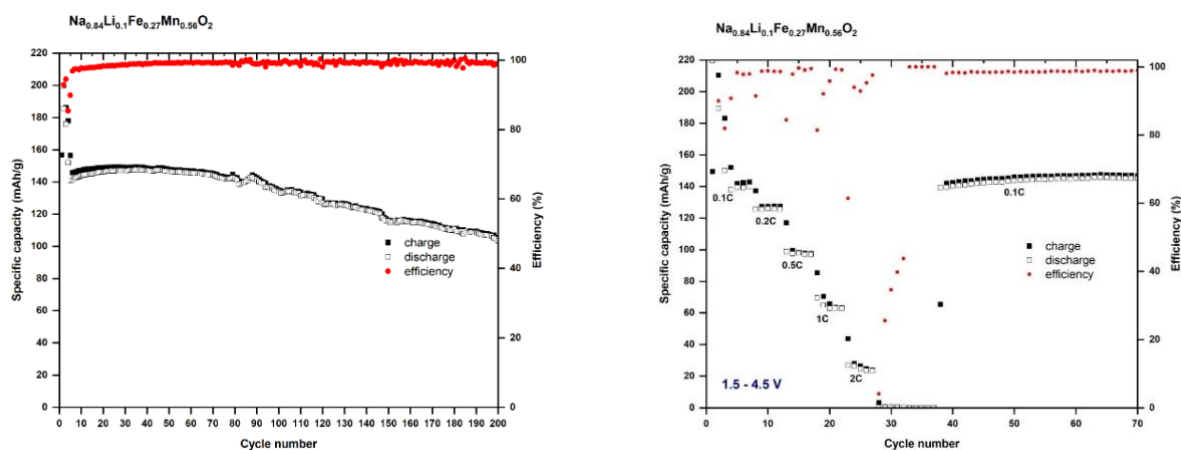 Na0.84Li0.1Fe0.27Mn0.56O2
220
200
180
160
140
120
100
80
60
40
20
0
Specific capacity (mAh/g)
charge
discharge
efficiency
100
80
60
40
20
0
Efficiency (%)
0 10 20 30 40 50 60 70 80 90 100 110 120 130 140 150 160 170 180 190 200
Cycle number
Na0.84Li0.1Fe0.27Mn0.56O2
220
200
180
160
140
120
100
80
60
40
20
0
Specific capacity (mAh/g)
0.1C
0.2C
0.5C
1C
2C
0.1C
charge
discharge
efficiency
1.5 - 4.5 V
100
80
60
40
20
0
Efficiency (%)
0 10 20 30 40 50 60 70
Cycle number